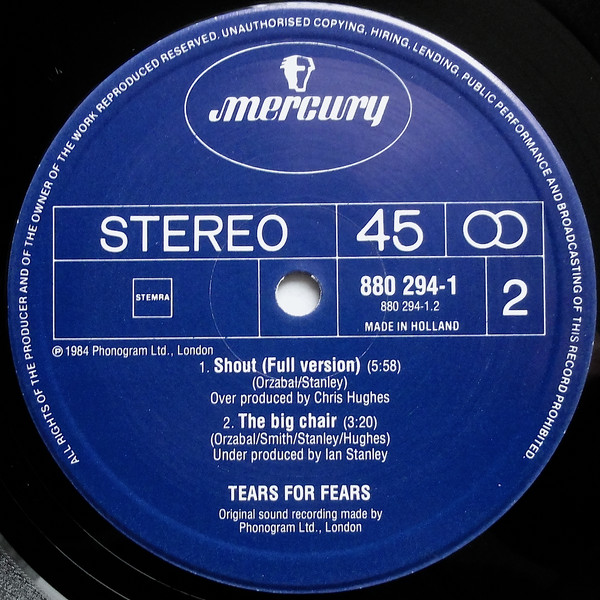 ALL RIGHTS OF THE PRODUCER AND OF THE OWNER OF THE WORK REPRODUCED RESERVED. UNAUTHORISED COPYING, HIRING, LENDING, PUBLIC PERFORMANCE AND BROADCASTING OF THIS RECORD PROHIBITED.
mercury
STEREO 45
STEMRA
880 294-1
880 294-1.2
MADE IN HOLLAND
2
℗ 1984 Phonogram Ltd., London
1. Shout (Full version) (5:58)
(Orzabal/Stanley)
Over produced by Chris Hughes
2. The big chair (3:20)
(Orzabal/Smith/Stanley/Hughes)
Under produced by Ian Stanley
TEARS FOR FEARS
Original sound recording made by
Phonogram Ltd., London